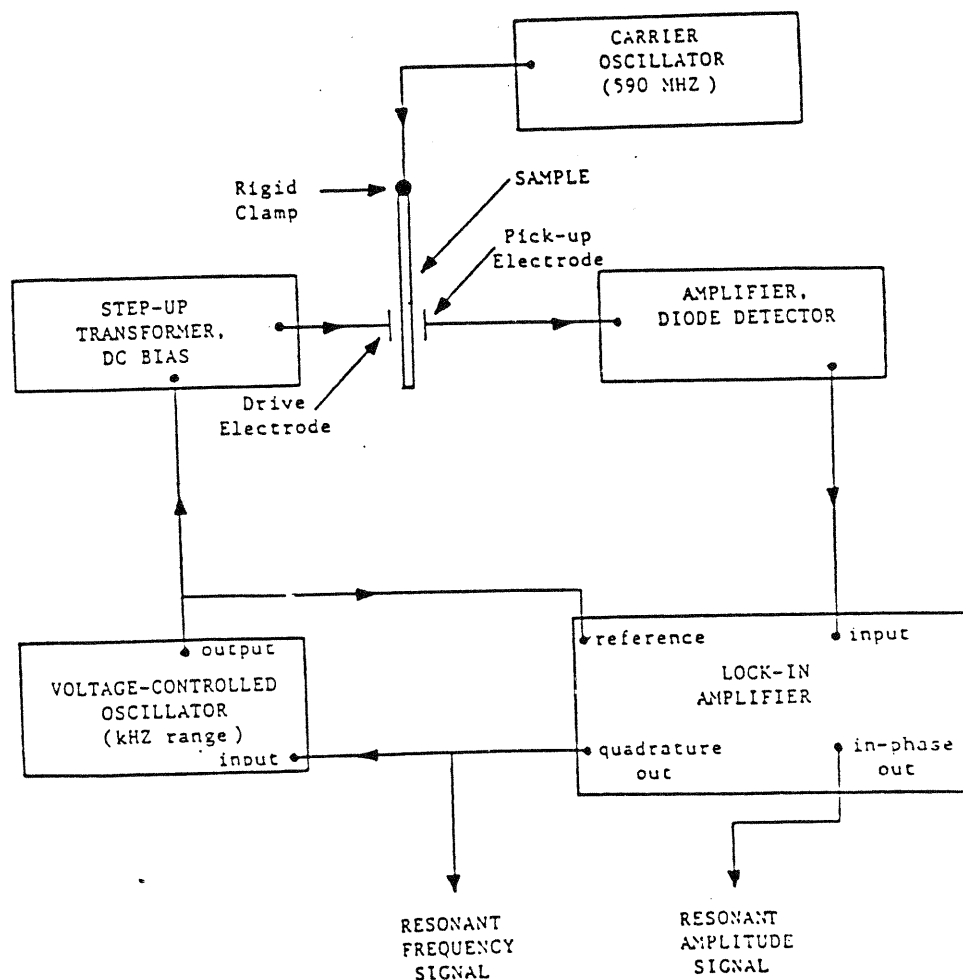 CARRIER
OSCILLATOR
(590 MHZ)
Rigid
Clamp
SAMPLE
Pick-up
Electrode
STEP-UP
TRANSFORMER,
DC BIAS
AMPLIFIER,
DIODE DETECTOR
Drive
Electrode
output
VOLTAGE-CONTROLLED
OSCILLATOR
(kHZ range)
input
reference
input
LOCK-IN
AMPLIFIER
quadrature
out
in-phase
out
RESONANT
FREQUENCY
SIGNAL
RESONANT
AMPLITUDE
SIGNAL